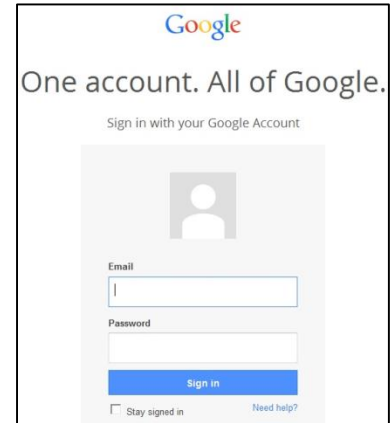 Google
One account. All of Google.
Sign in with your Google Account
Email
Password
Sign in
Stay signed in Need help?